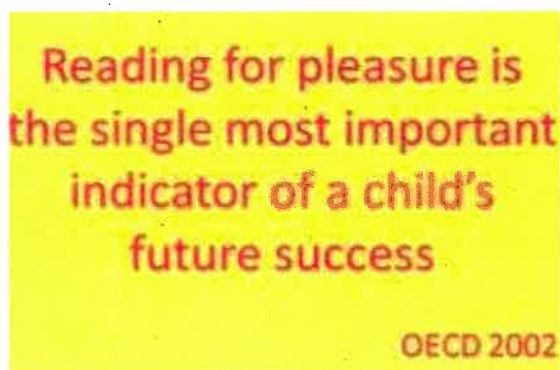 Reading for pleasure is
the single most important
indicator of a child's
future success
OECD 2002